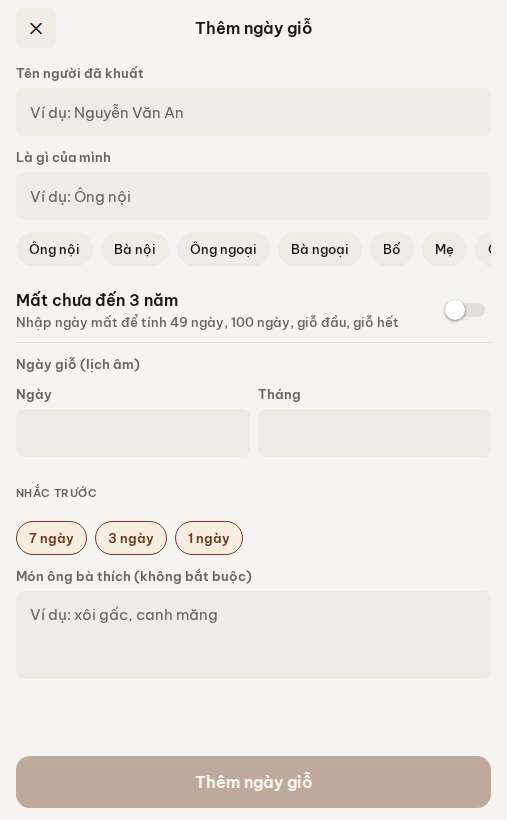 Thêm ngày giỗ
Tên người đã khuất
Ví dụ: Nguyễn Văn An
Là gì của mình
Ví dụ: Ông nội
Ông nội Bà nội Ông ngoại Bà ngoại Bố Mẹ
Mất chưa đến 3 năm
Nhập ngày mất để tính 49 ngày, 100 ngày, giỗ đầu, giỗ hết
Ngày giỗ (lịch âm)
Ngày Tháng
NHẮC TRƯỚC
7 ngày 3 ngày 1 ngày
Món ông bà thích (không bắt buộc)
Ví dụ: xôi gấc, canh măng
Thêm ngày giỗ